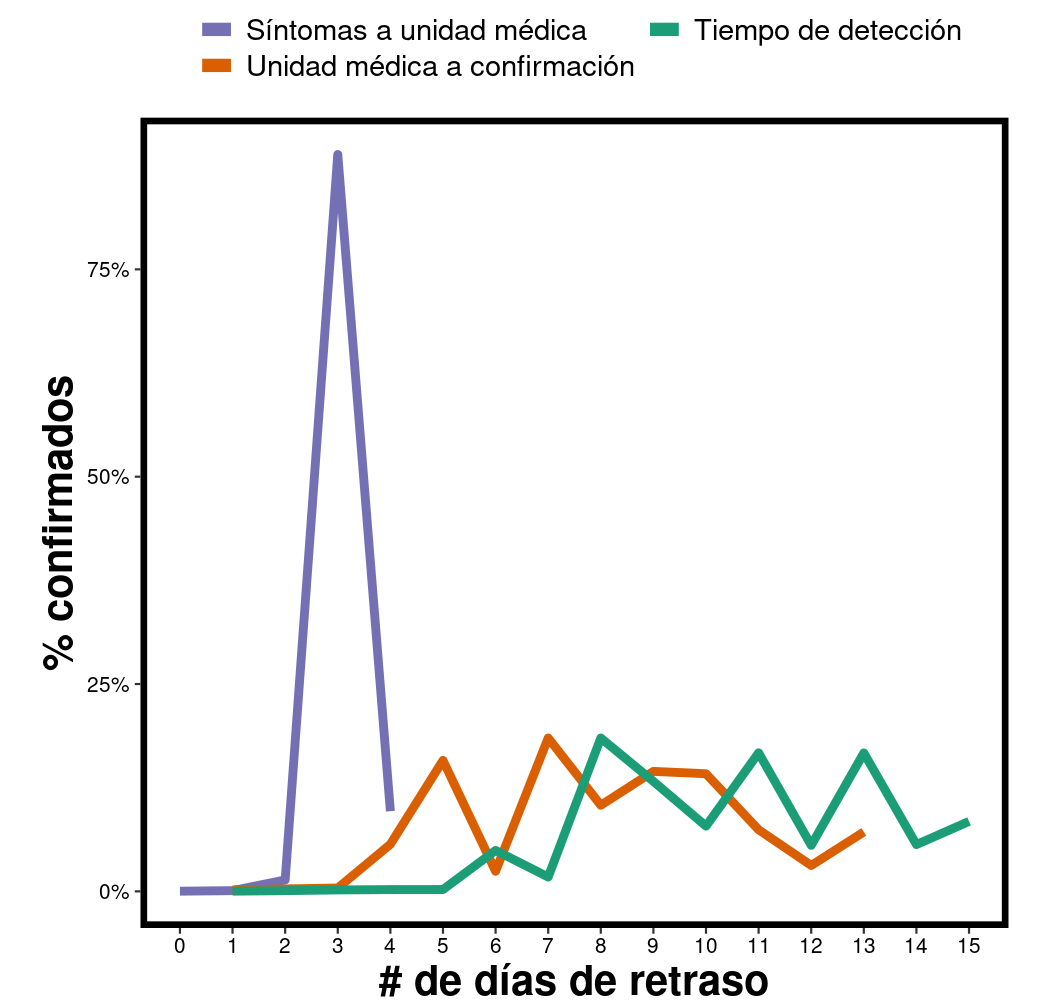 Síntomas a unidad médica
Tiempo de detección
Unidad médica a confirmación
% confirmados
75%
50%
25%
0%
0 1 2 3 4 5 6 7 8 9 10 11 12 13 14 15
# de días de retraso